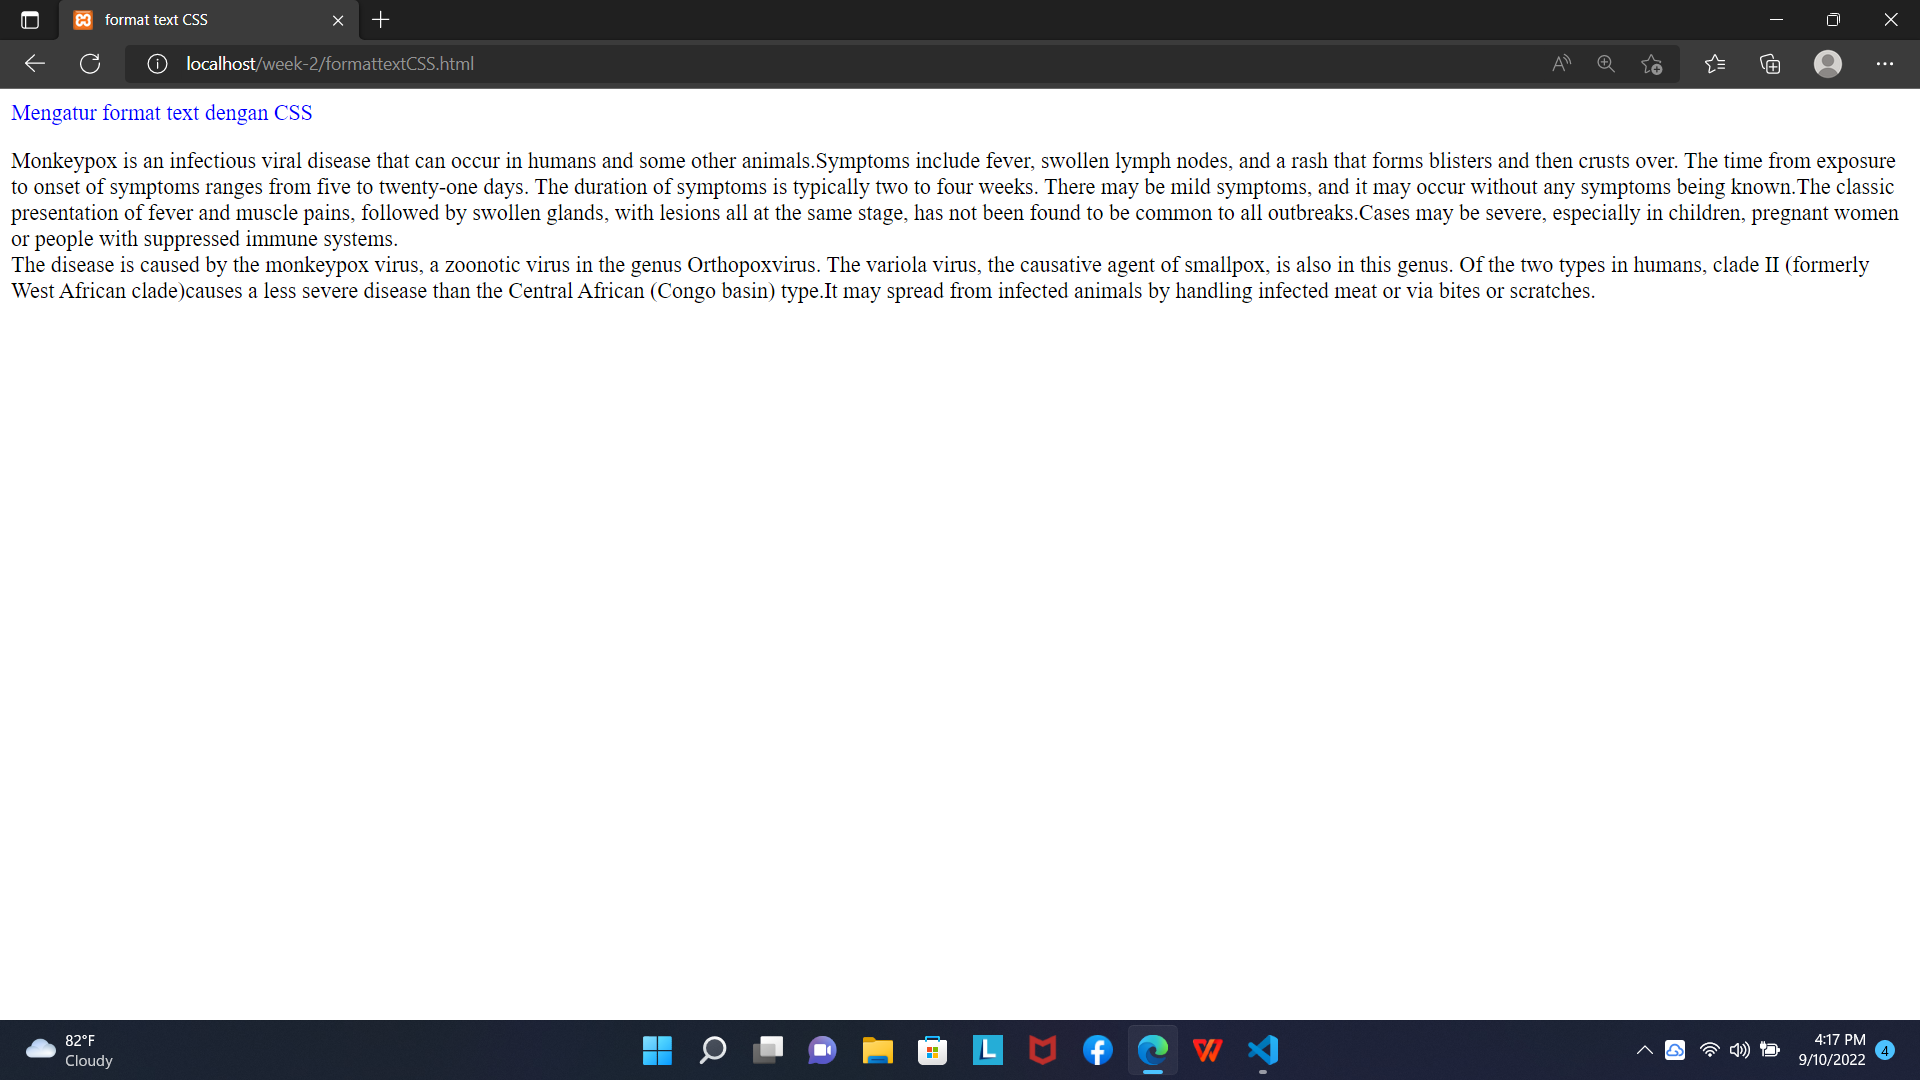 format text CSS
localhost/week-2/formattextCSS.html
Mengatur format text dengan CSS
Monkeypox is an infectious viral disease that can occur in humans and some other animals.Symptoms include fever, swollen lymph nodes, and a rash that forms blisters and then crusts over. The time from exposure
to onset of symptoms ranges from five to twenty-one days. The duration of symptoms is typically two to four weeks. There may be mild symptoms, and it may occur without any symptoms being known.The classic
presentation of fever and muscle pains, followed by swollen glands, with lesions all at the same stage, has not been found to be common to all outbreaks.Cases may be severe, especially in children, pregnant women
or people with suppressed immune systems.
The disease is caused by the monkeypox virus, a zoonotic virus in the genus Orthopoxvirus. The variola virus, the causative agent of smallpox, is also in this genus. Of the two types in humans, clade II (formerly
West African clade)causes a less severe disease than the Central African (Congo basin) type.It may spread from infected animals by handling infected meat or via bites or scratches.
82°F
Cloudy
4:17 PM
9/10/2022
4